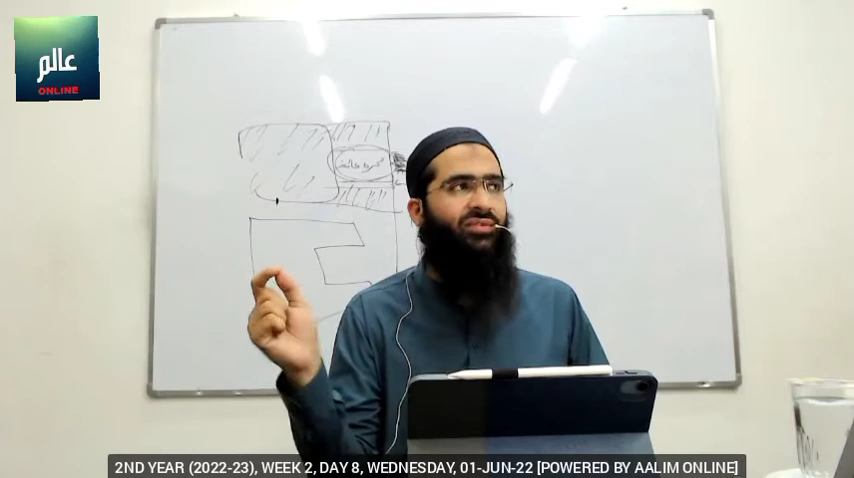 عالم
ONLINE
2ND YEAR (2022-23), WEEK 2, DAY 8, WEDNESDAY, 01-JUN-22 [POWERED BY AALIM ONLINE]